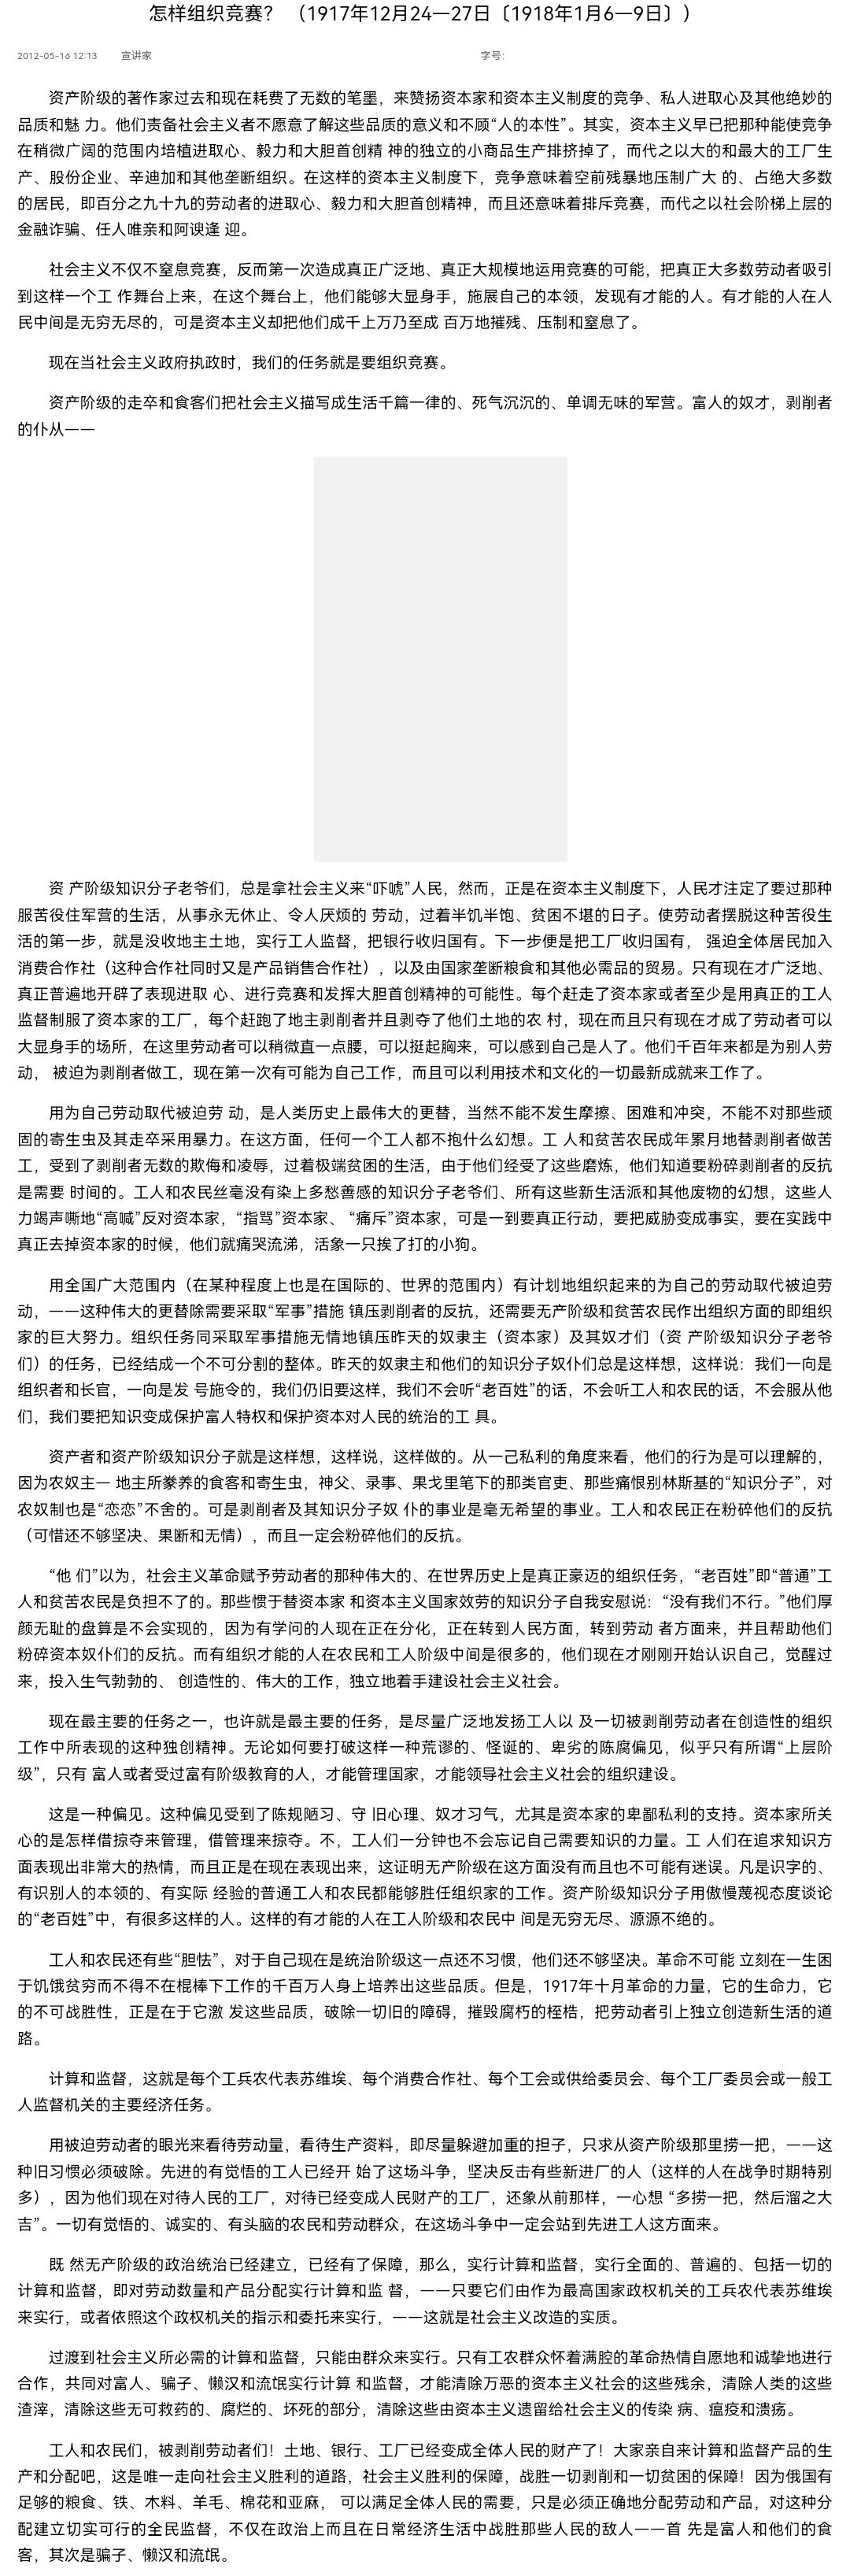 怎样组织竞赛？ （1917年12月24—27日〔1918年1月6—9日〕）
2012-05-16 12:13 宣讲家 字号：
资产阶级的著作家过去和现在耗费了无数的笔墨，来赞扬资本家和资本主义制度的竞争、私人进取心及其他绝妙的
品质和魅 力。他们责备社会主义者不愿意了解这些品质的意义和不顾“人的本性”。其实，资本主义早已把那种能使竞争
在稍微广阔的范围内培植进取心、毅力和大胆首创精 神的独立的小商品生产排挤掉了，而代之以大的和最大的工厂生
产、股份企业、辛迪加和其他垄断组织。在这样的资本主义制度下，竞争意味着空前残暴地压制广大 的、占绝大多数
的居民，即百分之九十九的劳动者的进取心、毅力和大胆首创精神，而且还意味着排斥竞赛，而代之以社会阶梯上层的
金融诈骗、任人唯亲和阿谀逢 迎。
社会主义不仅不窒息竞赛，反而第一次造成真正广泛地、真正大规模地运用竞赛的可能，把真正大多数劳动者吸引
到这样一个工 作舞台上来，在这个舞台上，他们能够大显身手，施展自己的本领，发现有才能的人。有才能的人在人
民中间是无穷无尽的，可是资本主义却把他们成千上万乃至成 百万地摧残、压制和窒息了。
现在当社会主义政府执政时，我们的任务就是要组织竞赛。
资产阶级的走卒和食客们把社会主义描写成生活千篇一律的、死气沉沉的、单调无味的军营。富人的奴才，剥削者
的仆从——
资 产阶级知识分子老爷们，总是拿社会主义来“吓唬”人民，然而，正是在资本主义制度下，人民才注定了要过那种
服苦役住军营的生活，从事永无休止、令人厌烦的 劳动，过着半饥半饱、贫困不堪的日子。使劳动者摆脱这种苦役生
活的第一步，就是没收地主土地，实行工人监督，把银行收归国有。下一步便是把工厂收归国有， 强迫全体居民加入
消费合作社（这种合作社同时又是产品销售合作社），以及由国家垄断粮食和其他必需品的贸易。只有现在才广泛地、
真正普遍地开辟了表现进取 心、进行竞赛和发挥大胆首创精神的可能性。每个赶走了资本家或者至少是用真正的工人
监督制服了资本家的工厂，每个赶跑了地主剥削者并且剥夺了他们土地的农 村，现在而且只有现在才成了劳动者可以
大显身手的场所，在这里劳动者可以稍微直一点腰，可以挺起胸来，可以感到自己是人了。他们千百年来都是为别人劳
动， 被迫为剥削者做工，现在第一次有可能为自己工作，而且可以利用技术和文化的一切最新成就来工作了。
用为自己劳动取代被迫劳 动，是人类历史上最伟大的更替，当然不能不发生摩擦、困难和冲突，不能不对那些顽
固的寄生虫及其走卒采用暴力。在这方面，任何一个工人都不抱什么幻想。工 人和贫苦农民成年累月地替剥削者做苦
工，受到了剥削者无数的欺侮和凌辱，过着极端贫困的生活，由于他们经受了这些磨炼，他们知道要粉碎剥削者的反抗
是需要 时间的。工人和农民丝毫没有染上多愁善感的知识分子老爷们、所有这些新生活派和其他废物的幻想，这些人
力竭声嘶地“高喊”反对资本家，“指骂”资本家、 “痛斥”资本家，可是一到要真正行动，要把威胁变成事实，要在实践中
真正去掉资本家的时候，他们就痛哭流涕，活象一只挨了打的小狗。
用全国广大范围内（在某种程度上也是在国际的、世界的范围内）有计划地组织起来的为自己的劳动取代被迫劳
动，——这种伟大的更替除需要采取“军事”措施 镇压剥削者的反抗，还需要无产阶级和贫苦农民作出组织方面的即组织
家的巨大努力。组织任务同采取军事措施无情地镇压昨天的奴隶主（资本家）及其奴才们（资 产阶级知识分子老爷
们）的任务，已经结成一个不可分割的整体。昨天的奴隶主和他们的知识分子奴仆们总是这样想，这样说：我们一向是
组织者和长官，一向是发 号施令的，我们仍旧要这样，我们不会听“老百姓”的话，不会听工人和农民的话，不会服从他
们，我们要把知识变成保护富人特权和保护资本对人民的统治的工 具。
资产者和资产阶级知识分子就是这样想，这样说，这样做的。从一己私利的角度来看，他们的行为是可以理解的，
因为农奴主一 地主所豢养的食客和寄生虫，神父、录事、果戈里笔下的那类官吏、那些痛恨别林斯基的“知识分子”，对
农奴制也是“恋恋”不舍的。可是剥削者及其知识分子奴 仆的事业是毫无希望的事业。工人和农民正在粉碎他们的反抗
（可惜还不够坚决、果断和无情），而且一定会粉碎他们的反抗。
“他 们”以为，社会主义革命赋予劳动者的那种伟大的、在世界历史上是真正豪迈的组织任务，“老百姓”即“普通”工
人和贫苦农民是负担不了的。那些惯于替资本家 和资本主义国家效劳的知识分子自我安慰说：“没有我们不行。”他们厚
颜无耻的盘算是不会实现的，因为有学问的人现在正在分化，正在转到人民方面，转到劳动 者方面来，并且帮助他们
粉碎资本奴仆们的反抗。而有组织才能的人在农民和工人阶级中间是很多的，他们现在才刚刚开始认识自己，觉醒过
来，投入生气勃勃的、 创造性的、伟大的工作，独立地着手建设社会主义社会。
现在最主要的任务之一，也许就是最主要的任务，是尽量广泛地发扬工人以 及一切被剥削劳动者在创造性的组织
工作中所表现的这种独创精神。无论如何要打破这样一种荒谬的、怪诞的、卑劣的陈腐偏见，似乎只有所谓“上层阶
级”，只有 富人或者受过富有阶级教育的人，才能管理国家，才能领导社会主义社会的组织建设。
这是一种偏见。这种偏见受到了陈规陋习、守 旧心理、奴才习气，尤其是资本家的卑鄙私利的支持。资本家所关
心的是怎样借掠夺来管理，借管理来掠夺。不，工人们一分钟也不会忘记自己需要知识的力量。工 人们在追求知识方
面表现出非常大的热情，而且正是在现在表现出来，这证明无产阶级在这方面没有而且也不可能有迷误。凡是识字的、
有识别人的本领的、有实际 经验的普通工人和农民都能够胜任组织家的工作。资产阶级知识分子用傲慢蔑视态度谈论
的“老百姓”中，有很多这样的人。这样的有才能的人在工人阶级和农民中 间是无穷无尽、源源不绝的。
工人和农民还有些“胆怯”，对于自己现在是统治阶级这一点还不习惯，他们还不够坚决。革命不可能 立刻在一生困
于饥饿贫穷而不得不在棍棒下工作的千百万人身上培养出这些品质。但是，1917年十月革命的力量，它的生命力，它
的不可战胜性，正是在于它激 发这些品质，破除一切旧的障碍，摧毁腐朽的桎梏，把劳动者引上独立创造新生活的道
路。
计算和监督，这就是每个工兵农代表苏维埃、每个消费合作社、每个工会或供给委员会、每个工厂委员会或一般工
人监督机关的主要经济任务。
用被迫劳动者的眼光来看待劳动量，看待生产资料，即尽量躲避加重的担子，只求从资产阶级那里捞一把，——这
种旧习惯必须破除。先进的有觉悟的工人已经开 始了这场斗争，坚决反击有些新进厂的人（这样的人在战争时期特别
多），因为他们现在对待人民的工厂，对待已经变成人民财产的工厂，还象从前那样，一心想 “多捞一把，然后溜之大
吉”。一切有觉悟的、诚实的、有头脑的农民和劳动群众，在这场斗争中一定会站到先进工人这方面来。
既 然无产阶级的政治统治已经建立，已经有了保障，那么，实行计算和监督，实行全面的、普遍的、包括一切的
计算和监督，即对劳动数量和产品分配实行计算和监 督，——只要它们由作为最高国家政权机关的工兵农代表苏维埃
来实行，或者依照这个政权机关的指示和委托来实行，——这就是社会主义改造的实质。
过渡到社会主义所必需的计算和监督，只能由群众来实行。只有工农群众怀着满腔的革命热情自愿地和诚挚地进行
合作，共同对富人、骗子、懒汉和流氓实行计算 和监督，才能清除万恶的资本主义社会的这些残余，清除人类的这些
渣滓，清除这些无可救药的、腐烂的、坏死的部分，清除这些由资本主义遗留给社会主义的传染 病、瘟疫和溃疡。
工人和农民们，被剥削劳动者们！土地、银行、工厂已经变成全体人民的财产了！大家亲自来计算和监督产品的生
产和分配吧，这是唯一走向社会主义胜利的道路，社会主义胜利的保障，战胜一切剥削和一切贫困的保障！因为俄国有
足够的粮食、铁、木料、羊毛、棉花和亚麻， 可以满足全体人民的需要，只是必须正确地分配劳动和产品，对这种分
配建立切实可行的全民监督，不仅在政治上而且在日常经济生活中战胜那些人民的敌人——首 先是富人和他们的食
客，其次是骗子、懒汉和流氓。